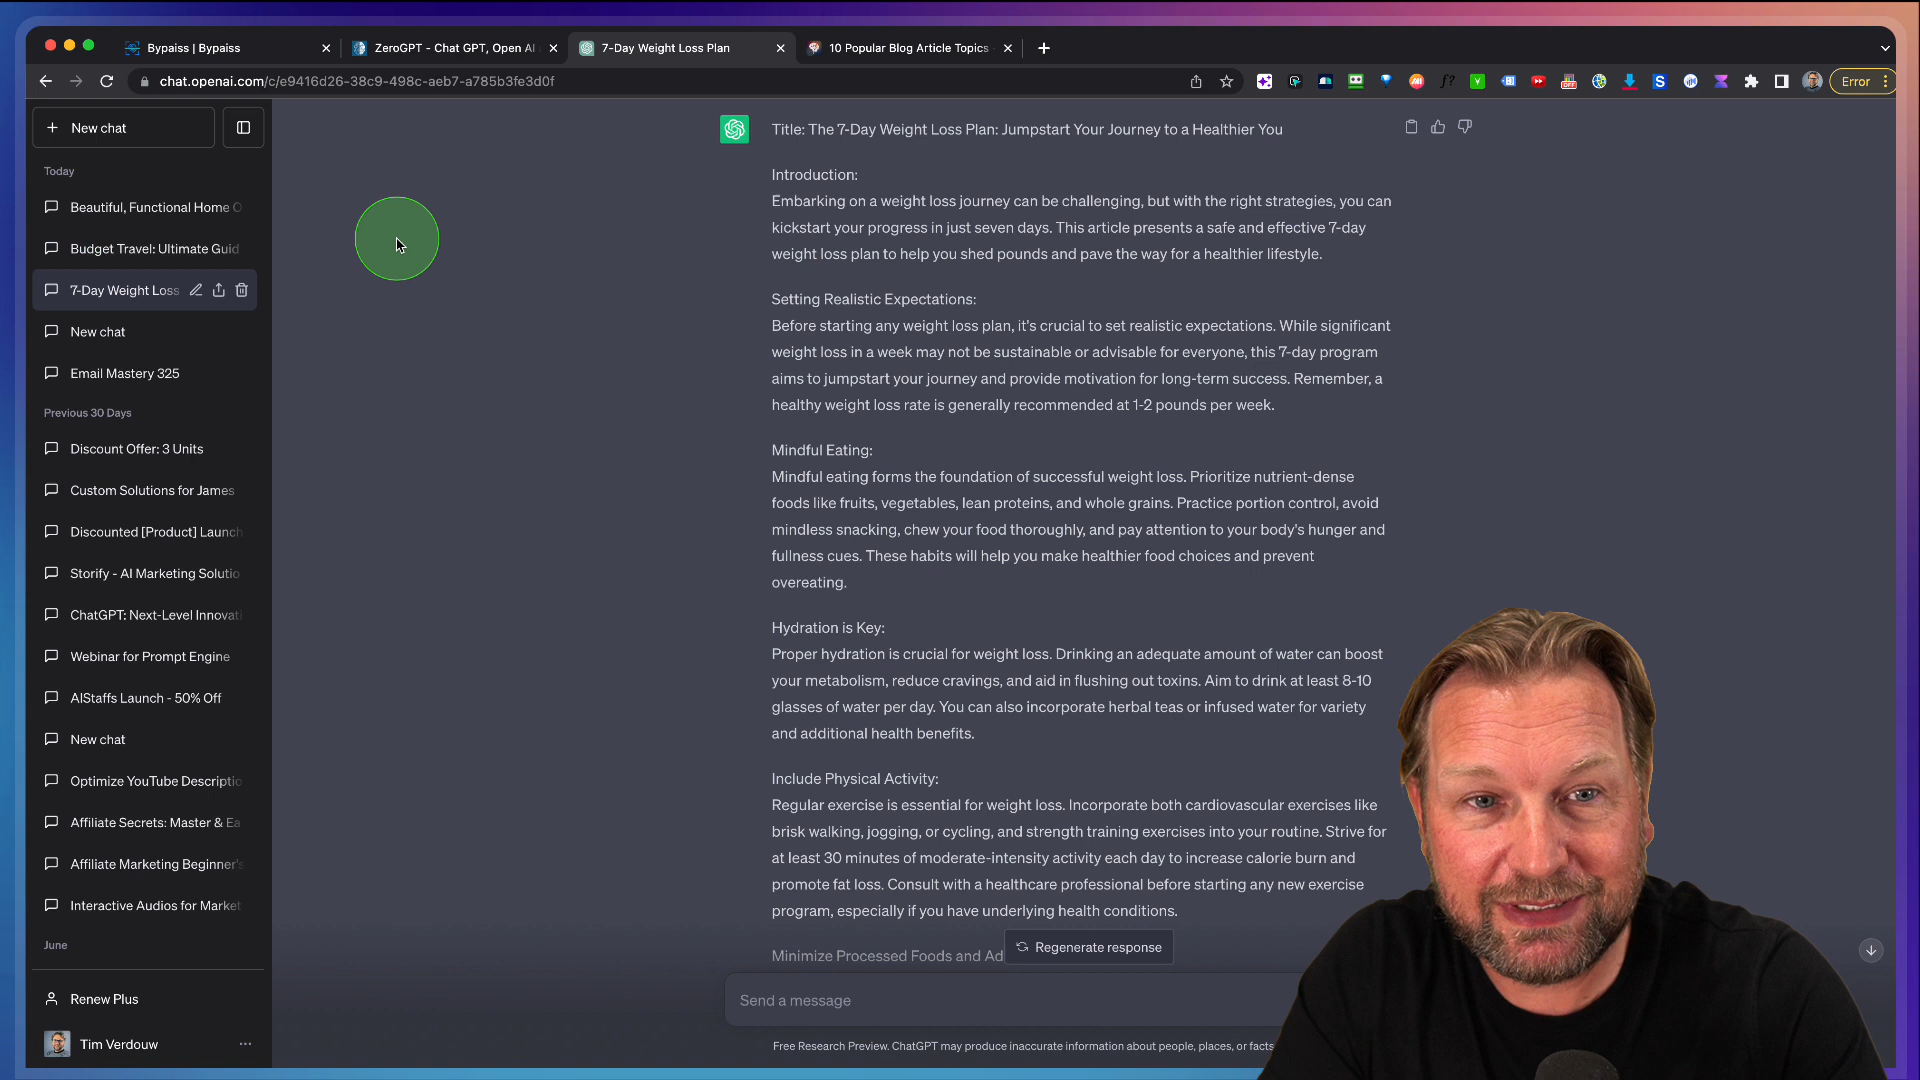 Bypaiss | Bypaiss
ZeroGPT - Chat GPT, Open AI
7-Day Weight Loss Plan
10 Popular Blog Article Topics
chat.openai.com/c/e9416d26-38c9-498c-aeb7-a785b3fe3d0f
Error
New chat
Today
Beautiful, Functional Home O
Budget Travel: Ultimate Guid
7-Day Weight Loss
New chat
Email Mastery 325
Previous 30 Days
Discount Offer: 3 Units
Custom Solutions for James
Discounted [Product] Launch
Storify - AI Marketing Solutio
ChatGPT: Next-Level Innovati
Webinar for Prompt Engine
AIStaffs Launch - 50% Off
New chat
Optimize YouTube Descriptio
Affiliate Secrets: Master & Ea
Affiliate Marketing Beginner's
Interactive Audios for Market
June
Renew Plus
Tim Verdouw
Title: The 7-Day Weight Loss Plan: Jumpstart Your Journey to a Healthier You
Introduction:
Embarking on a weight loss journey can be challenging, but with the right strategies, you can
kickstart your progress in just seven days. This article presents a safe and effective 7-day
weight loss plan to help you shed pounds and pave the way for a healthier lifestyle.
Setting Realistic Expectations:
Before starting any weight loss plan, it's crucial to set realistic expectations. While significant
weight loss in a week may not be sustainable or advisable for everyone, this 7-day program
aims to jumpstart your journey and provide motivation for long-term success. Remember, a
healthy weight loss rate is generally recommended at 1-2 pounds per week.
Mindful Eating:
Mindful eating forms the foundation of successful weight loss. Prioritize nutrient-dense
foods like fruits, vegetables, lean proteins, and whole grains. Practice portion control, avoid
mindless snacking, chew your food thoroughly, and pay attention to your body's hunger and
fullness cues. These habits will help you make healthier food choices and prevent
overeating.
Hydration is Key:
Proper hydration is crucial for weight loss. Drinking an adequate amount of water can boost
your metabolism, reduce cravings, and aid in flushing out toxins. Aim to drink at least 8-10
glasses of water per day. You can also incorporate herbal teas or infused water for variety
and additional health benefits.
Include Physical Activity:
Regular exercise is essential for weight loss. Incorporate both cardiovascular exercises like
brisk walking, jogging, or cycling, and strength training exercises into your routine. Strive for
at least 30 minutes of moderate-intensity activity each day to increase calorie burn and
promote fat loss. Consult with a healthcare professional before starting any new exercise
program, especially if you have underlying health conditions.
Minimize Processed Foods and Ad
Regenerate response
Send a message
Free Research Preview. ChatGPT may produce inaccurate information about people, places, or facts